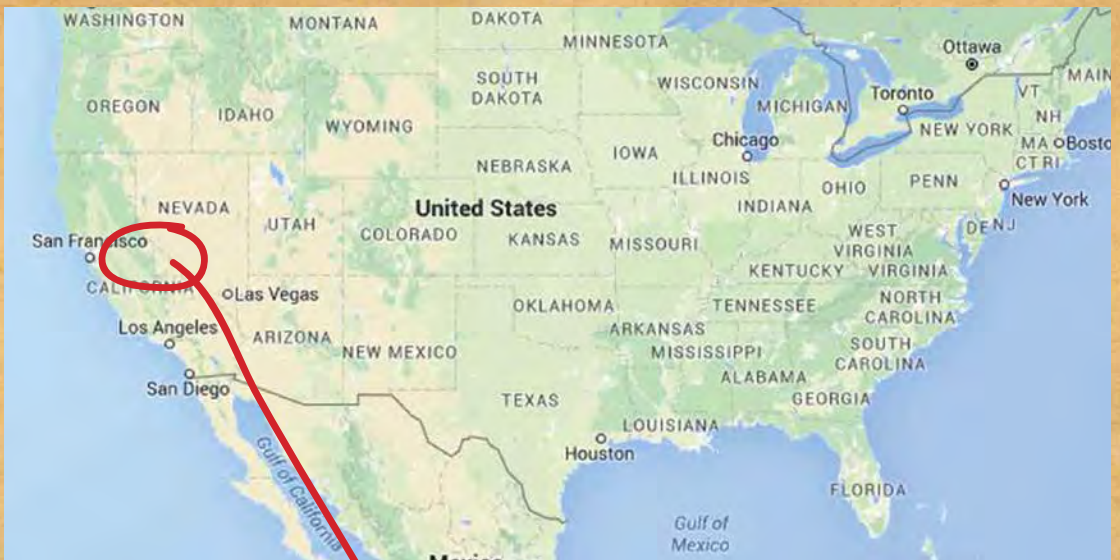 WASHINGTON
MONTANA
DAKOTA
MINNESOTA
Ottawa
OREGON
IDAHO
WYOMING
SOUTH
DAKOTA
WISCONSIN
MICHIGAN
Toronto
VT
MAIN
NH
NEW YORK
MA
Bosto
CT RI
Chicago
IOWA
NEBRASKA
ILLINOIS
OHIO
PENN
New York
NEVADA
UTAH
COLORADO
United States
KANSAS
MISSOURI
INDIANA
WEST
VIRGINIA
DE NJ
KENTUCKY
VIRGINIA
San Francisco
CALIFORNIA
Las Vegas
OKLAHOMA
TENNESSEE
NORTH
CAROLINA
Los Angeles
ARIZONA
NEW MEXICO
ARKANSAS
MISSISSIPPI
SOUTH
CAROLINA
San Diego
TEXAS
ALABAMA
GEORGIA
LOUISIANA
Houston
Gulf of California
FLORIDA
Gulf of
Mexico
Mexico